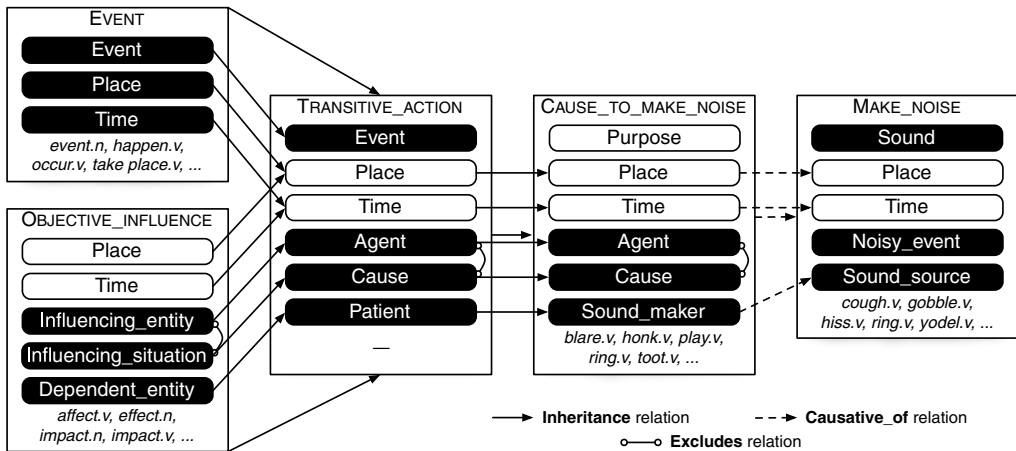 EVENT
Event
Place
Time
event.n, happen.v,
occur.v, take place.v, ...
OBJECTIVE_INFLUENCE
Place
Time
Influencing_entity
Influencing_situation
Dependent_entity
affect.v, effect.n,
impact.n, impact.v, ...
TRANSITIVE_ACTION
Event
Place
Time
Agent
Cause
Patient
—
CAUSE_TO_MAKE_NOISE
Purpose
Place
Time
Agent
Cause
Sound_maker
blare.v, honk.v, play.v,
ring.v, toot.v, ...
MAKE_NOISE
Sound
Place
Time
Noisy_event
Sound_source
cough.v, gobble.v,
hiss.v, ring.v, yodel.v, ...
Inheritance relation
Causative_of relation
Excludes relation